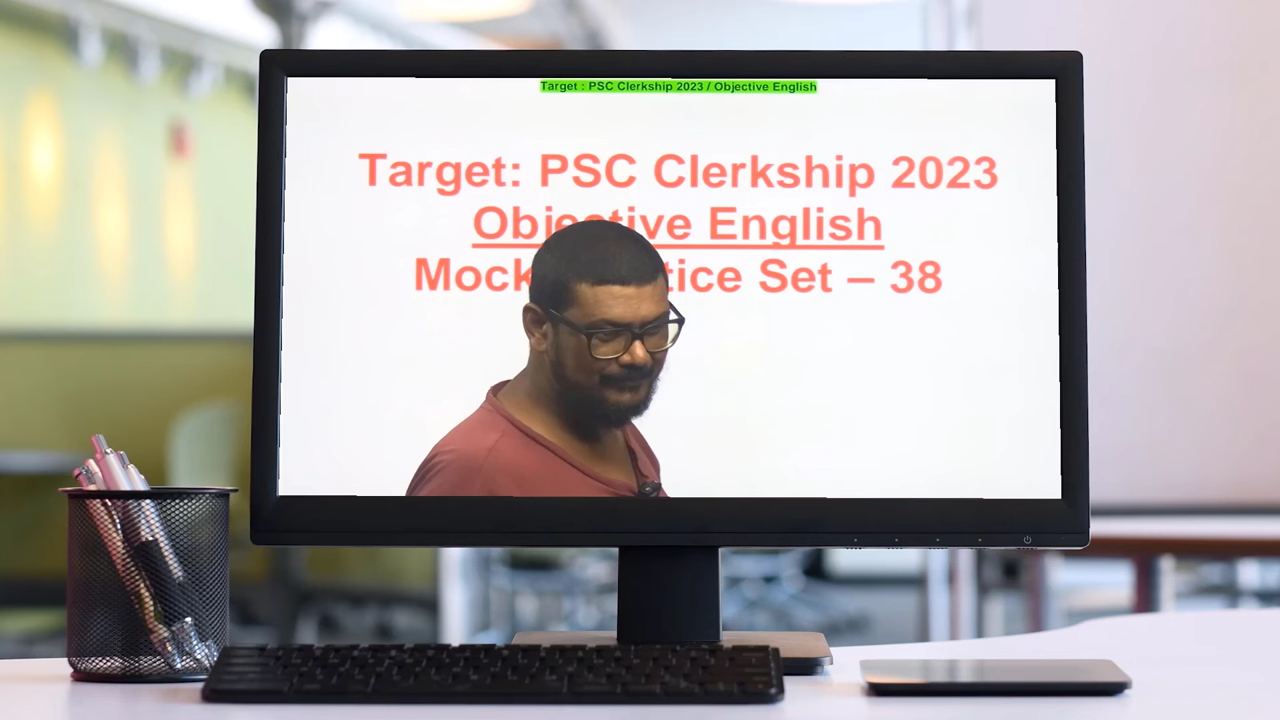 Target : PSC Clerkship 2023 / Objective English
Target: PSC Clerkship 2023
Objective English
Mock Set – 38